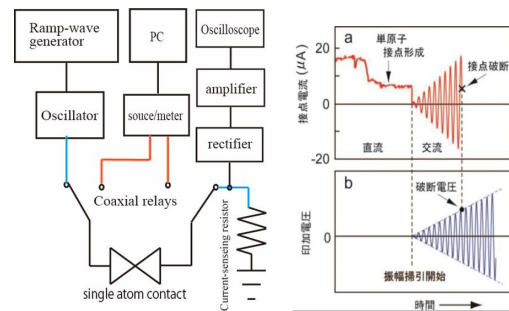 Ramp-wave
generator
PC
Oscilloscope
Oscillator
souce/meter
amplifier
rectifier
Coaxial relays
Current-senseing resistor
single atom contact
a
単原子
接点形成
接点破断
接点電流(μA)
20
0
-20
直流
交流
b
破断電圧
印加電圧
0
振幅掃引開始
時間